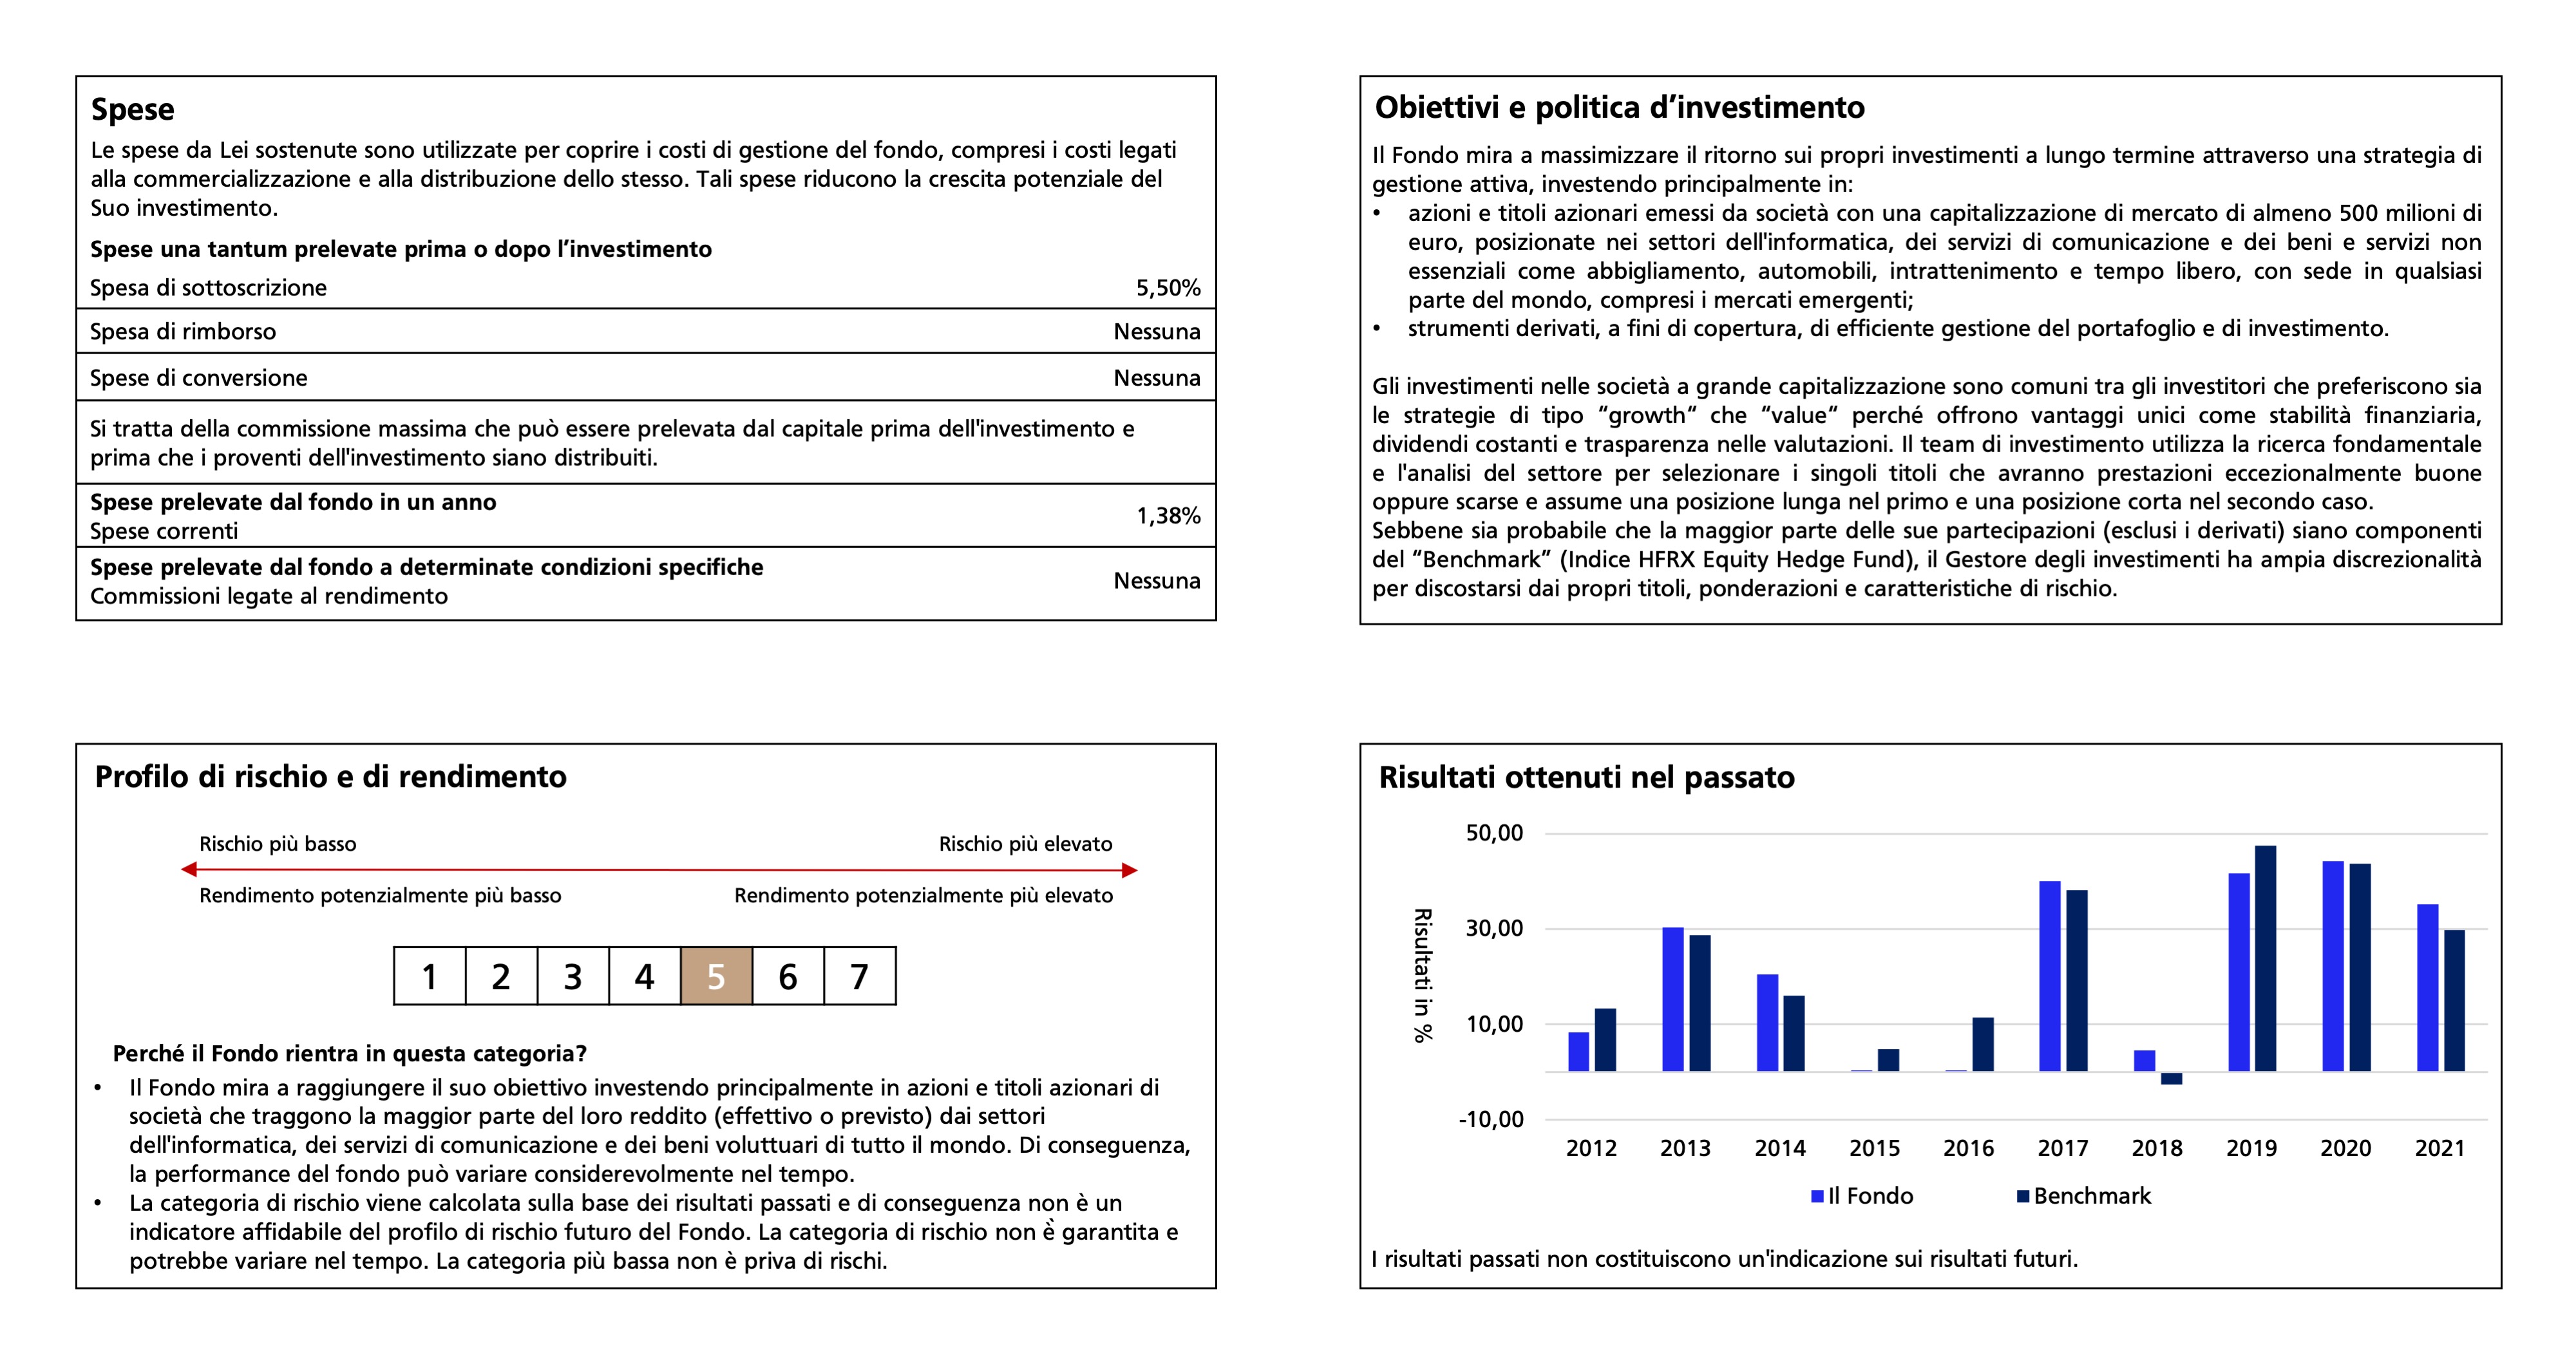 Spese
Le spese da Lei sostenute sono utilizzate per coprire i costi di gestione del fondo, compresi i costi legati
alla commercializzazione e alla distribuzione dello stesso. Tali spese riducono la crescita potenziale del
Suo investimento.
Spese una tantum prelevate prima o dopo l’investimento
Spesa di sottoscrizione 5,50%
Spesa di rimborso Nessuna
Spese di conversione Nessuna
Si tratta della commissione massima che può essere prelevata dal capitale prima dell'investimento e
prima che i proventi dell'investimento siano distribuiti.
Spese prelevate dal fondo in un anno
Spese correnti 1,38%
Spese prelevate dal fondo a determinate condizioni specifiche
Commissioni legate al rendimento Nessuna
Obiettivi e politica d’investimento
Il Fondo mira a massimizzare il ritorno sui propri investimenti a lungo termine attraverso una strategia di
gestione attiva, investendo principalmente in:
• azioni e titoli azionari emessi da società con una capitalizzazione di mercato di almeno 500 milioni di
euro, posizionate nei settori dell'informatica, dei servizi di comunicazione e dei beni e servizi non
essenziali come abbigliamento, automobili, intrattenimento e tempo libero, con sede in qualsiasi
parte del mondo, compresi i mercati emergenti;
• strumenti derivati, a fini di copertura, di efficiente gestione del portafoglio e di investimento.
Gli investimenti nelle società a grande capitalizzazione sono comuni tra gli investitori che preferiscono sia
le strategie di tipo “growth“ che “value“ perché offrono vantaggi unici come stabilità finanziaria,
dividendi costanti e trasparenza nelle valutazioni. Il team di investimento utilizza la ricerca fondamentale
e l'analisi del settore per selezionare i singoli titoli che avranno prestazioni eccezionalmente buone
oppure scarse e assume una posizione lunga nel primo e una posizione corta nel secondo caso.
Sebbene sia probabile che la maggior parte delle sue partecipazioni (esclusi i derivati) siano componenti
del “Benchmark” (Indice HFRX Equity Hedge Fund), il Gestore degli investimenti ha ampia discrezionalità
per discostarsi dai propri titoli, ponderazioni e caratteristiche di rischio.
Profilo di rischio e di rendimento
Rischio più basso Rischio più elevato
Rendimento potenzialmente più basso Rendimento potenzialmente più elevato
1 2 3 4 5 6 7
Perché il Fondo rientra in questa categoria?
• Il Fondo mira a raggiungere il suo obiettivo investendo principalmente in azioni e titoli azionari di
società che traggono la maggior parte del loro reddito (effettivo o previsto) dai settori
dell'informatica, dei servizi di comunicazione e dei beni voluttuari di tutto il mondo. Di conseguenza,
la performance del fondo può variare considerevolmente nel tempo.
• La categoria di rischio viene calcolata sulla base dei risultati passati e di conseguenza non è un
indicatore affidabile del profilo di rischio futuro del Fondo. La categoria di rischio non è garantita e
potrebbe variare nel tempo. La categoria più bassa non è priva di rischi.
Risultati ottenuti nel passato
Risultati in %
50,00
30,00
10,00
-10,00
2012 2013 2014 2015 2016 2017 2018 2019 2020 2021
Il Fondo Benchmark
I risultati passati non costituiscono un'indicazione sui risultati futuri.